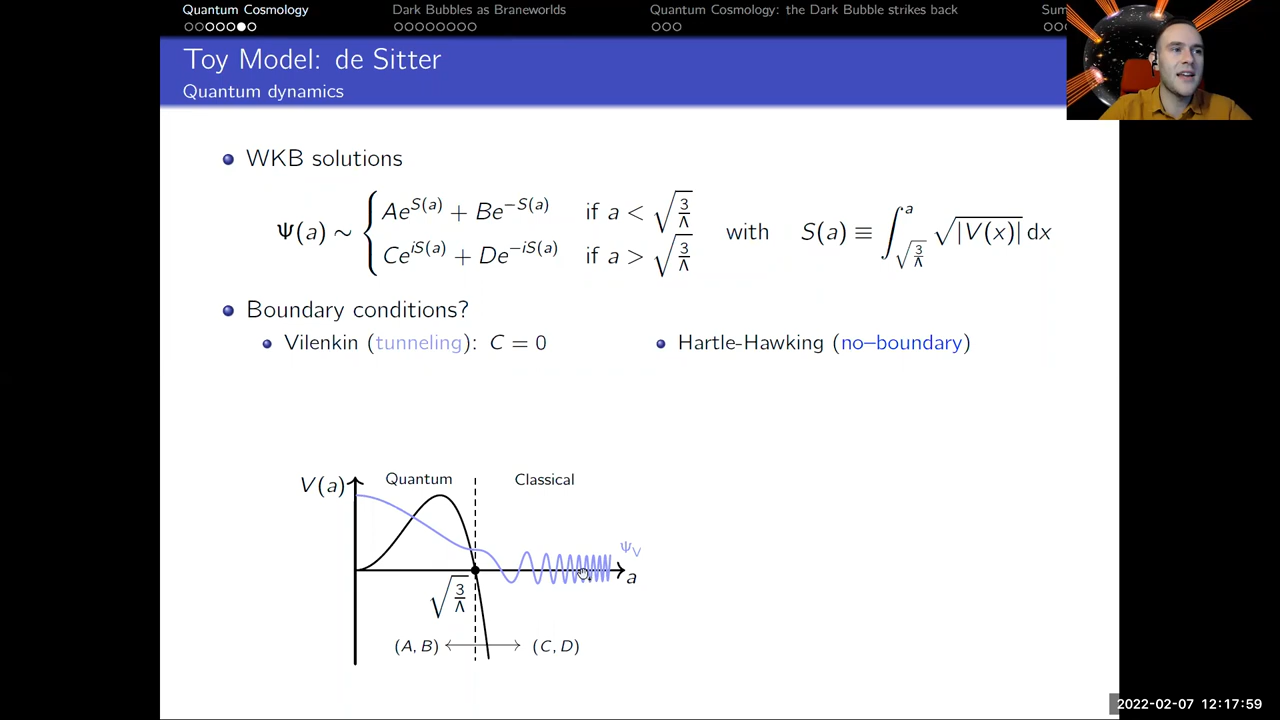 Quantum Cosmology Dark Bubbles as Braneworlds Quantum Cosmology: the Dark Bubble strikes back Sum
Toy Model: de Sitter
Quantum dynamics
WKB solutions
Ψ(a) ∼ { Ae^{S(a)} + Be^{−S(a)} if a < √(3/Λ)
Ce^{iS(a)} + De^{−iS(a)} if a > √(3/Λ)
with S(a) ≡ ∫_{√(3/Λ)}^{a} √|V(x)| dx
Boundary conditions?
Vilenkin (tunneling): C = 0
Hartle-Hawking (no–boundary)
V(a) Quantum Classical
Ψ_V
a
√(3/Λ)
(A, B) ⟷ (C, D)
2022-02-07 12:17:59